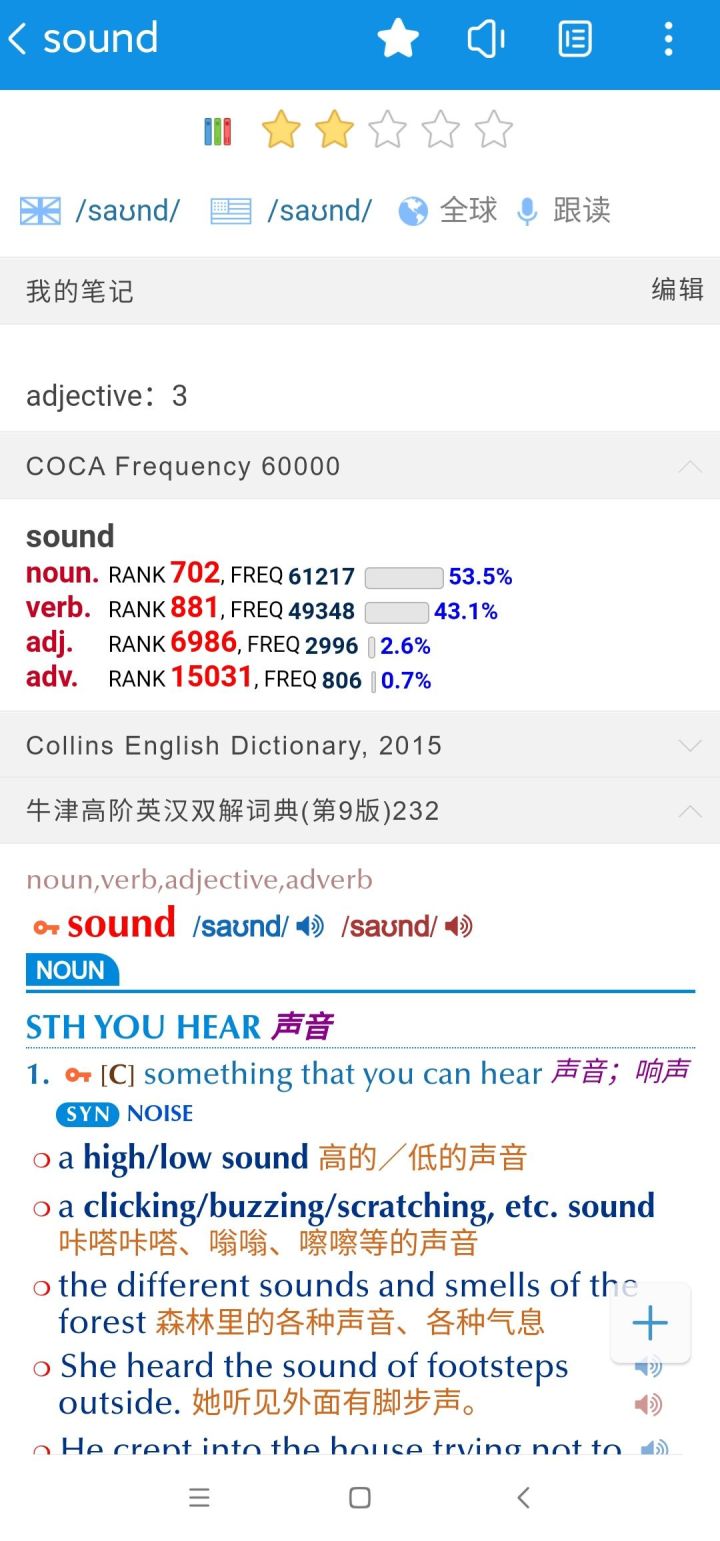 sound
/saʊnd/ /saʊnd/ 全球 跟读
我的笔记 编辑
adjective：3
COCA Frequency 60000
sound
noun. RANK 702, FREQ 61217 53.5%
verb. RANK 881, FREQ 49348 43.1%
adj. RANK 6986, FREQ 2996 2.6%
adv. RANK 15031, FREQ 806 0.7%
Collins English Dictionary, 2015
牛津高阶英汉双解词典(第9版)232
noun,verb,adjective,adverb
sound /saʊnd/ /saʊnd/
NOUN
STH YOU HEAR 声音
1. [C] something that you can hear 声音；响声
SYN NOISE
a high/low sound 高的／低的声音
a clicking/buzzing/scratching, etc. sound
咔嗒咔嗒、嗡嗡、嚓嚓等的声音
the different sounds and smells of the
forest 森林里的各种声音、各种气息
She heard the sound of footsteps
outside. 她听见外面有脚步声。
He crept into the house trying not to